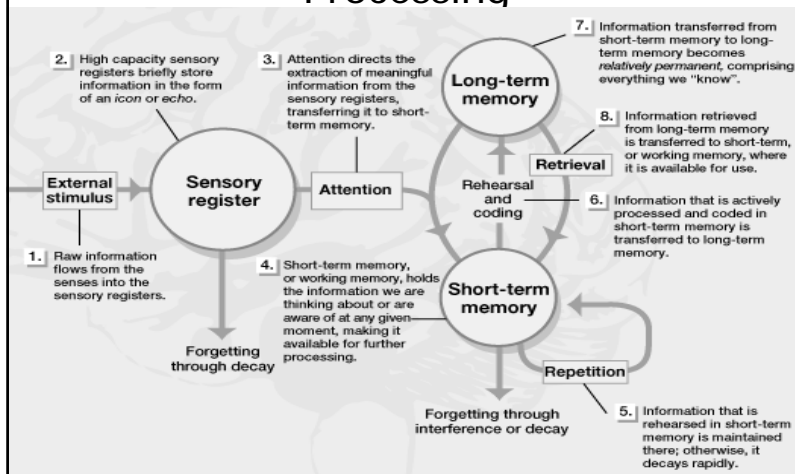 Processing
2. High capacity sensory
registers briefly store
information in the form
of an icon or echo.
3. Attention directs the
extraction of meaningful
information from the
sensory registers,
transferring it to short-
term memory.
7. Information transferred from
short-term memory to long-
term memory becomes
relatively permanent, comprising
everything we “know”.
Long-term
memory
8. Information retrieved
from long-term memory
is transferred to short-term,
or working memory, where
it is available for use.
External
stimulus
Sensory
register
Attention
Rehearsal
and
coding
Retrieval
6. Information that is actively
processed and coded in
short-term memory is
transferred to long-term
memory.
1. Raw information
flows from the
senses into the
sensory registers.
4. Short-term memory,
or working memory, holds
the information we are
thinking about or are
aware of at any given
moment, making it
available for further
processing.
Short-term
memory
Forgetting
through decay
Repetition
Forgetting through
interference or decay
5. Information that is
rehearsed in short-term
memory is maintained
there; otherwise, it
decays rapidly.